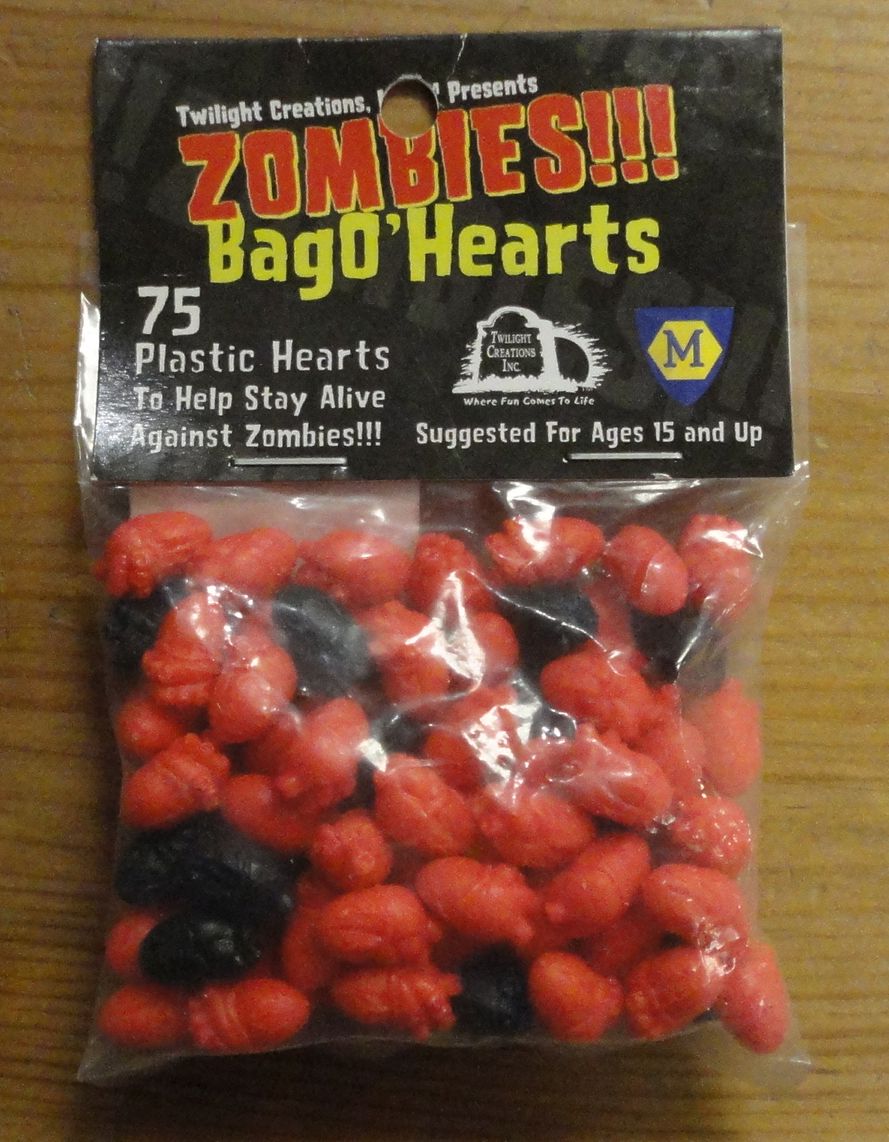 Twilight Creations, Presents
ZOMBIES!!!
BagO'Hearts
75
Plastic Hearts
To Help Stay Alive
Against Zombies!!!
TWILIGHT
CREATIONS
INC.
Where Fun Comes To Life
M
Suggested For Ages 15 and Up